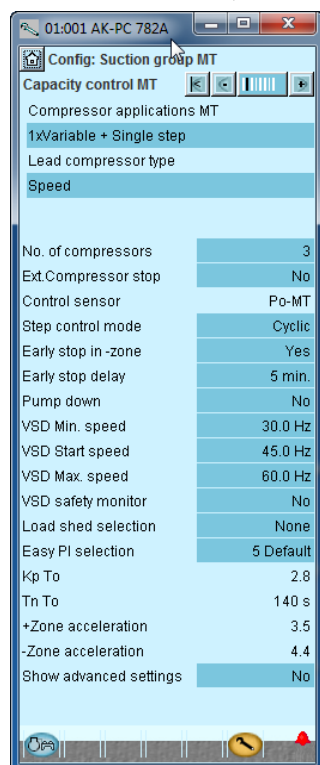 01:001 AK-PC 782A
Config: Suction group MT
Capacity control MT
Compressor applications MT
1xVariable + Single step
Lead compressor type
Speed
No. of compressors 3
Ext.Compressor stop No
Control sensor Po-MT
Step control mode Cyclic
Early stop in -zone Yes
Early stop delay 5 min.
Pump down No
VSD Min. speed 30.0 Hz
VSD Start speed 45.0 Hz
VSD Max. speed 60.0 Hz
VSD safety monitor No
Load shed selection None
Easy PI selection 5 Default
Kp To 2.8
Tn To 140 s
+Zone acceleration 3.5
-Zone acceleration 4.4
Show advanced settings No